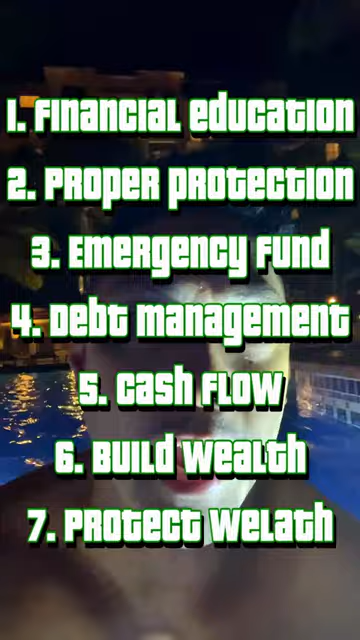 1. Financial education
2. Proper protection
3. Emergency fund
4. Debt management
5. Cash flow
6. Build wealth
7. Protect welath